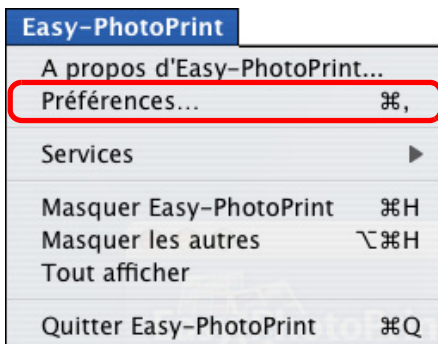 Easy-PhotoPrint
A propos d'Easy-PhotoPrint...
Préférences... ⌘,
Services
Masquer Easy-PhotoPrint ⌘H
Masquer les autres ⌥⌘H
Tout afficher
Quitter Easy-PhotoPrint ⌘Q